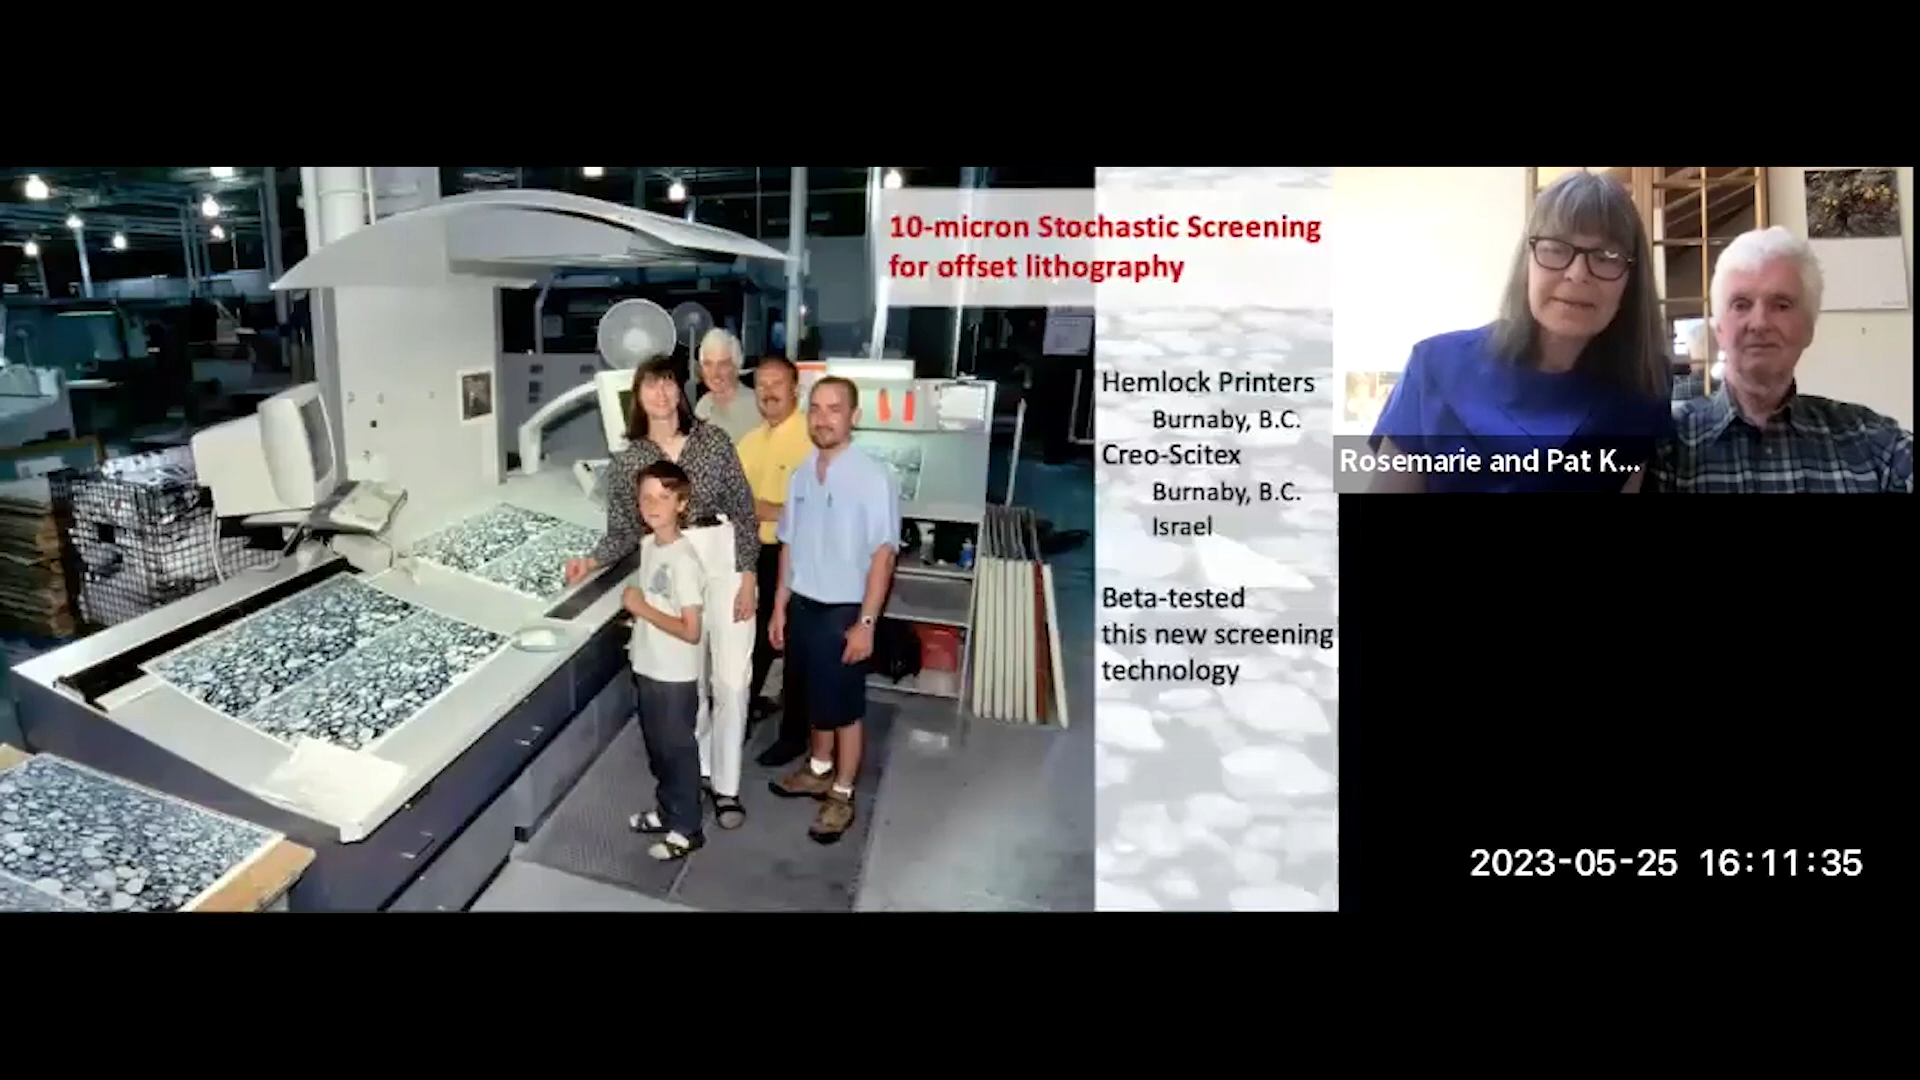 10-micron Stochastic Screening
for offset lithography
Hemlock Printers
Burnaby, B.C.
Creo-Scitex
Burnaby, B.C.
Israel
Beta-tested
this new screening
technology
Rosemarie and Pat K...
2023-05-25 16:11:35